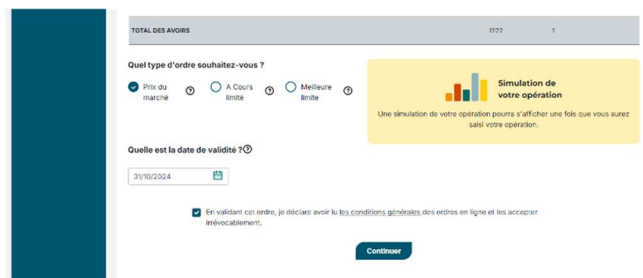 TOTAL DES AVOIRS 1222 1
Quel type d'ordre souhaitez-vous ?
Prix du marché
A Cours limité
Meilleure limite
Simulation de votre opération
Une simulation de votre opération pourra s'afficher une fois que vous aurez
saisi votre opération.
Quelle est la date de validité ?
31/10/2024
En validant cet ordre, je déclare avoir lu les conditions générales des ordres en ligne et les accepter
irrévocablement.
Continuer